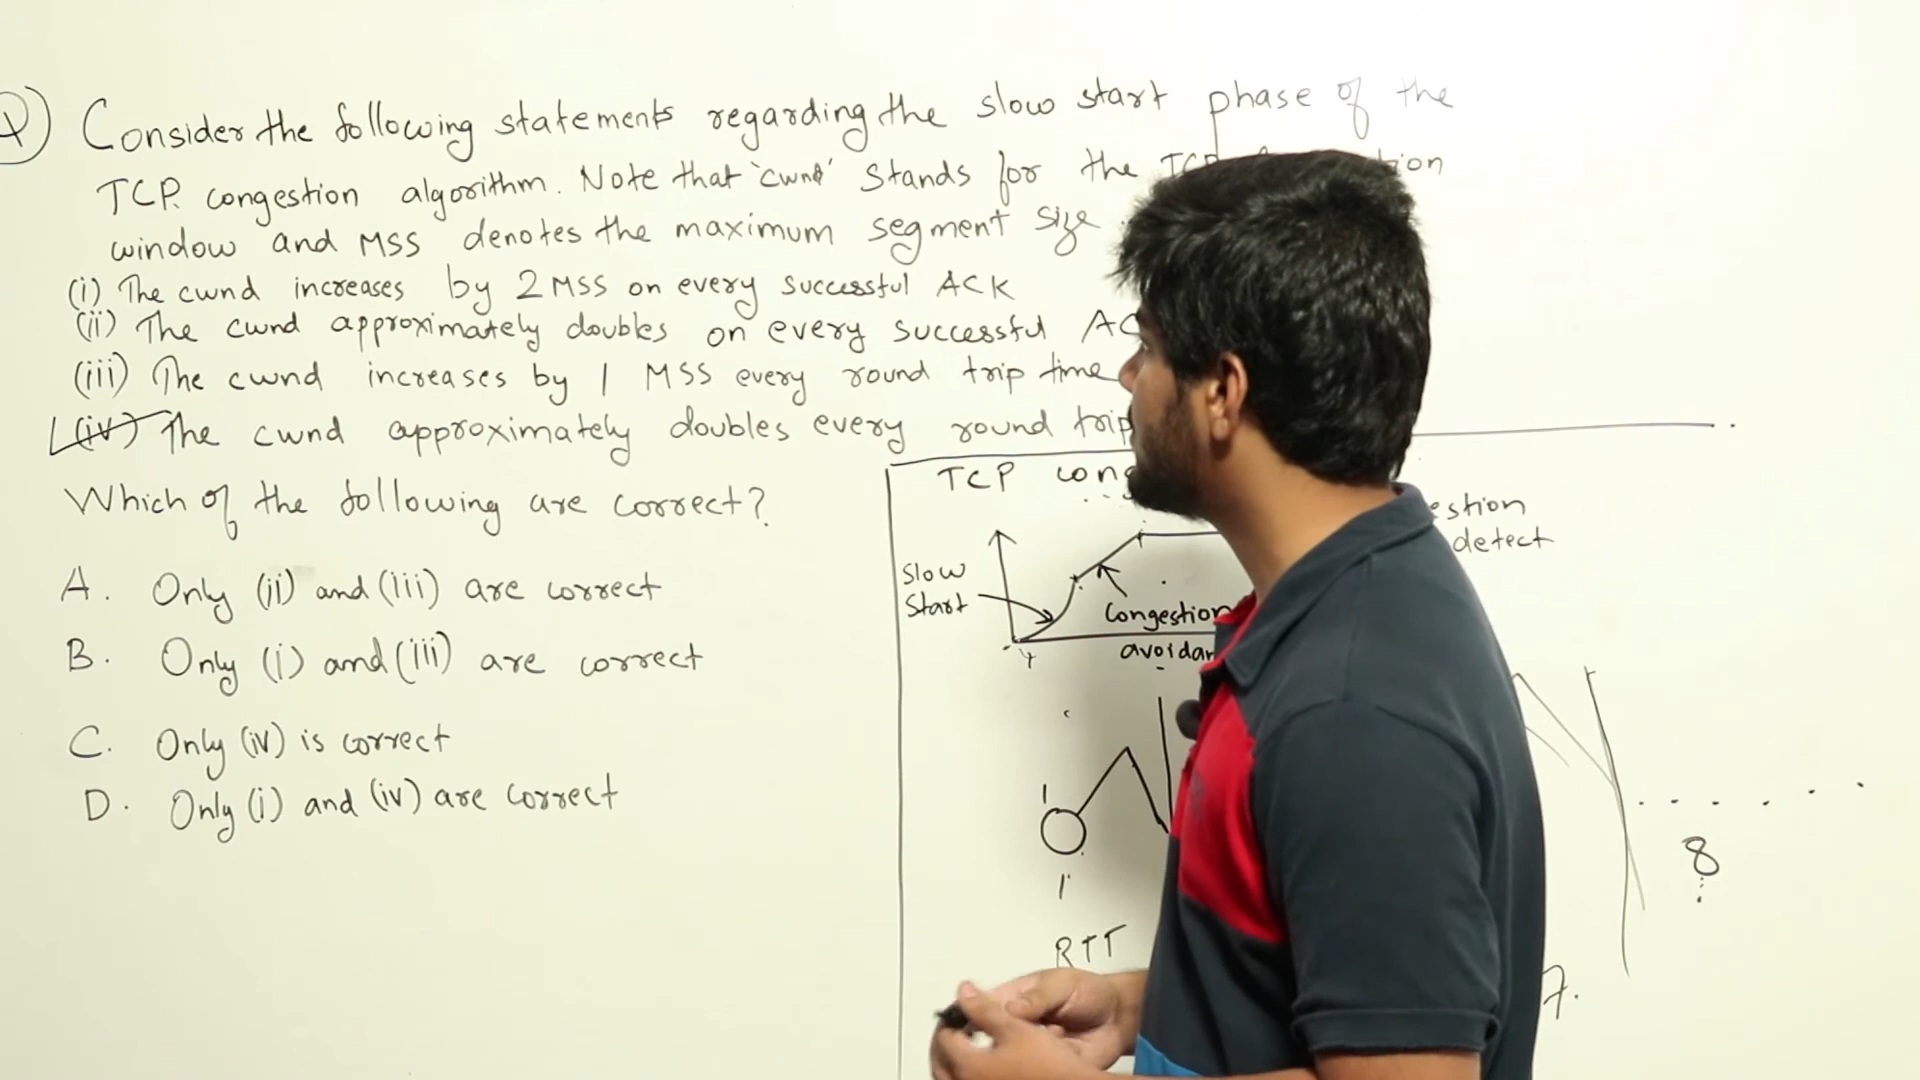 Consider the following statements regarding the slow start phase of the
TCP congestion algorithm. Note that 'cwnd' stands for the TCP
window and MSS denotes the maximum segment size
(i) The cwnd increases by 2 MSS on every successful ACK
(ii) The cwnd approximately doubles on every successful
(iii) The cwnd increases by 1 MSS every round trip time
(iv) The cwnd approximately doubles every round trip
Which of the following are correct?
A. Only (ii) and (iii) are correct
B. Only (i) and (iii) are correct
C. Only (iv) is correct
D. Only (i) and (iv) are correct
TCP cong
estion
detect
Slow
Start
Congestion
avoidan
1
1
RTT
8
7.